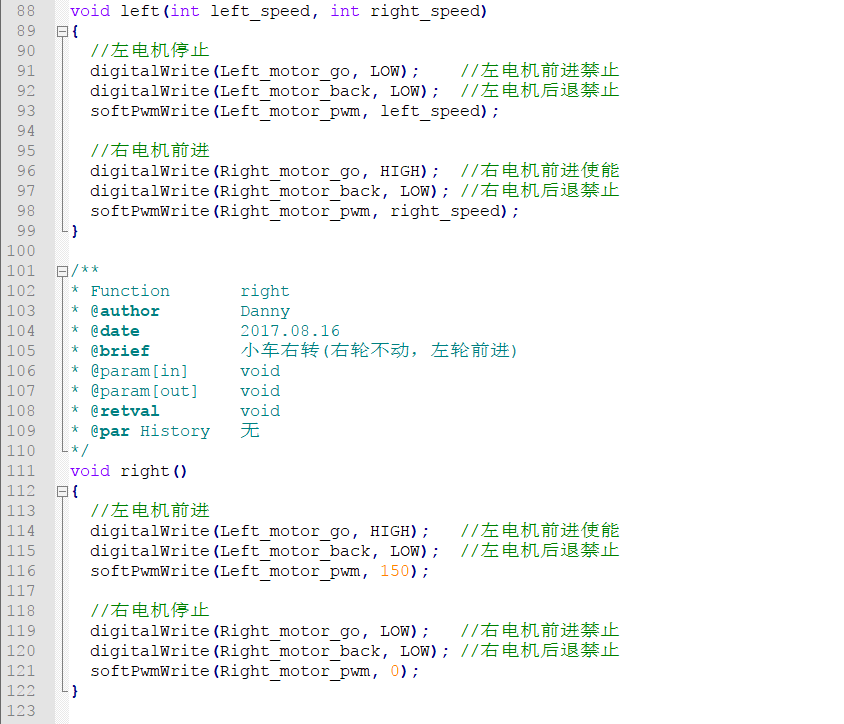 88 void left(int left_speed, int right_speed)
89 {
90 //左电机停止
91 digitalWrite(Left_motor_go, LOW); //左电机前进禁止
92 digitalWrite(Left_motor_back, LOW); //左电机后退禁止
93 softPwmWrite(Left_motor_pwm, left_speed);
94
95 //右电机前进
96 digitalWrite(Right_motor_go, HIGH); //右电机前进使能
97 digitalWrite(Right_motor_back, LOW); //右电机后退禁止
98 softPwmWrite(Right_motor_pwm, right_speed);
99 }
100
101 /**
102 * Function right
103 * @author Danny
104 * @date 2017.08.16
105 * @brief 小车右转(右轮不动，左轮前进)
106 * @param[in] void
107 * @param[out] void
108 * @retval void
109 * @par History 无
110 */
111 void right()
112 {
113 //左电机前进
114 digitalWrite(Left_motor_go, HIGH); //左电机前进使能
115 digitalWrite(Left_motor_back, LOW); //左电机后退禁止
116 softPwmWrite(Left_motor_pwm, 150);
117
118 //右电机停止
119 digitalWrite(Right_motor_go, LOW); //右电机前进禁止
120 digitalWrite(Right_motor_back, LOW); //右电机后退禁止
121 softPwmWrite(Right_motor_pwm, 0);
122 }
123